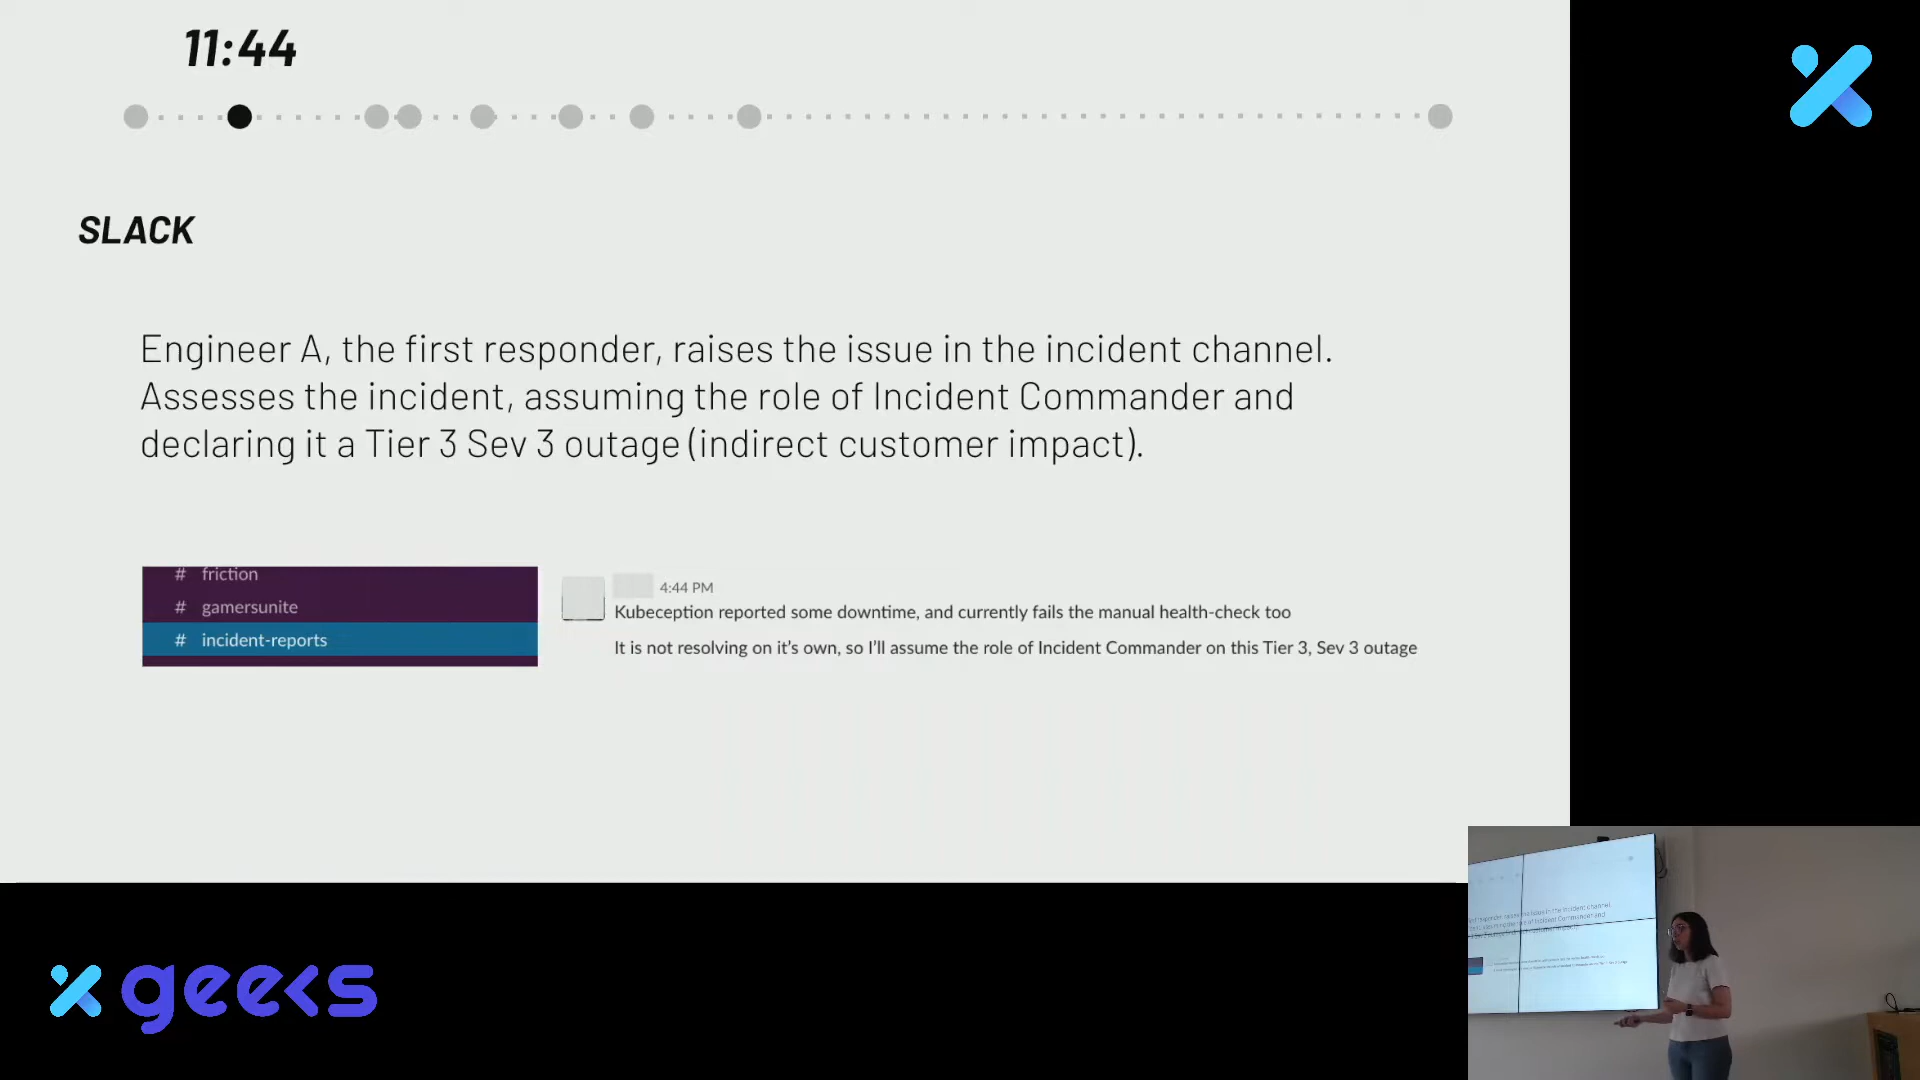 11:44
SLACK
Engineer A, the first responder, raises the issue in the incident channel.
Assesses the incident, assuming the role of Incident Commander and
declaring it a Tier 3 Sev 3 outage (indirect customer impact).
# friction
# gamersunite
# incident-reports
4:44 PM
Kubeception reported some downtime, and currently fails the manual health-check too
It is not resolving on it's own, so I'll assume the role of Incident Commander on this Tier 3, Sev 3 outage
geeks